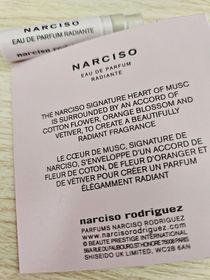 NARCISO
EAU DE PARFUM
RADIANTE
narciso rodriguez
NARCISO
EAU DE PARFUM
RADIANTE
THE NARCISO SIGNATURE HEART OF MUSC
IS SURROUNDED BY AN ACCORD OF
COTTON FLOWER, ORANGE BLOSSOM AND
VETIVER, TO CREATE A BEAUTIFULLY
RADIANT FRAGRANCE
LE CŒUR DE MUSC, SIGNATURE DE
NARCISO, S'ENVELOPPE D'UN ACCORD DE
FLEUR DE COTON, DE FLEUR D'ORANGER ET
DE VÉTIVER POUR CRÉER UN PARFUM
ÉLÉGAMMENT RADIANT
narciso rodriguez
PARFUMS NARCISO RODRIGUEZ
www.narcisorodriguez.com
© BEAUTE PRESTIGE INTERNATIONAL
56A RUE DU FAUBOURG ST HONORE 75008 PARIS
SHISEIDO UK LIMITED, WC2B 6AN